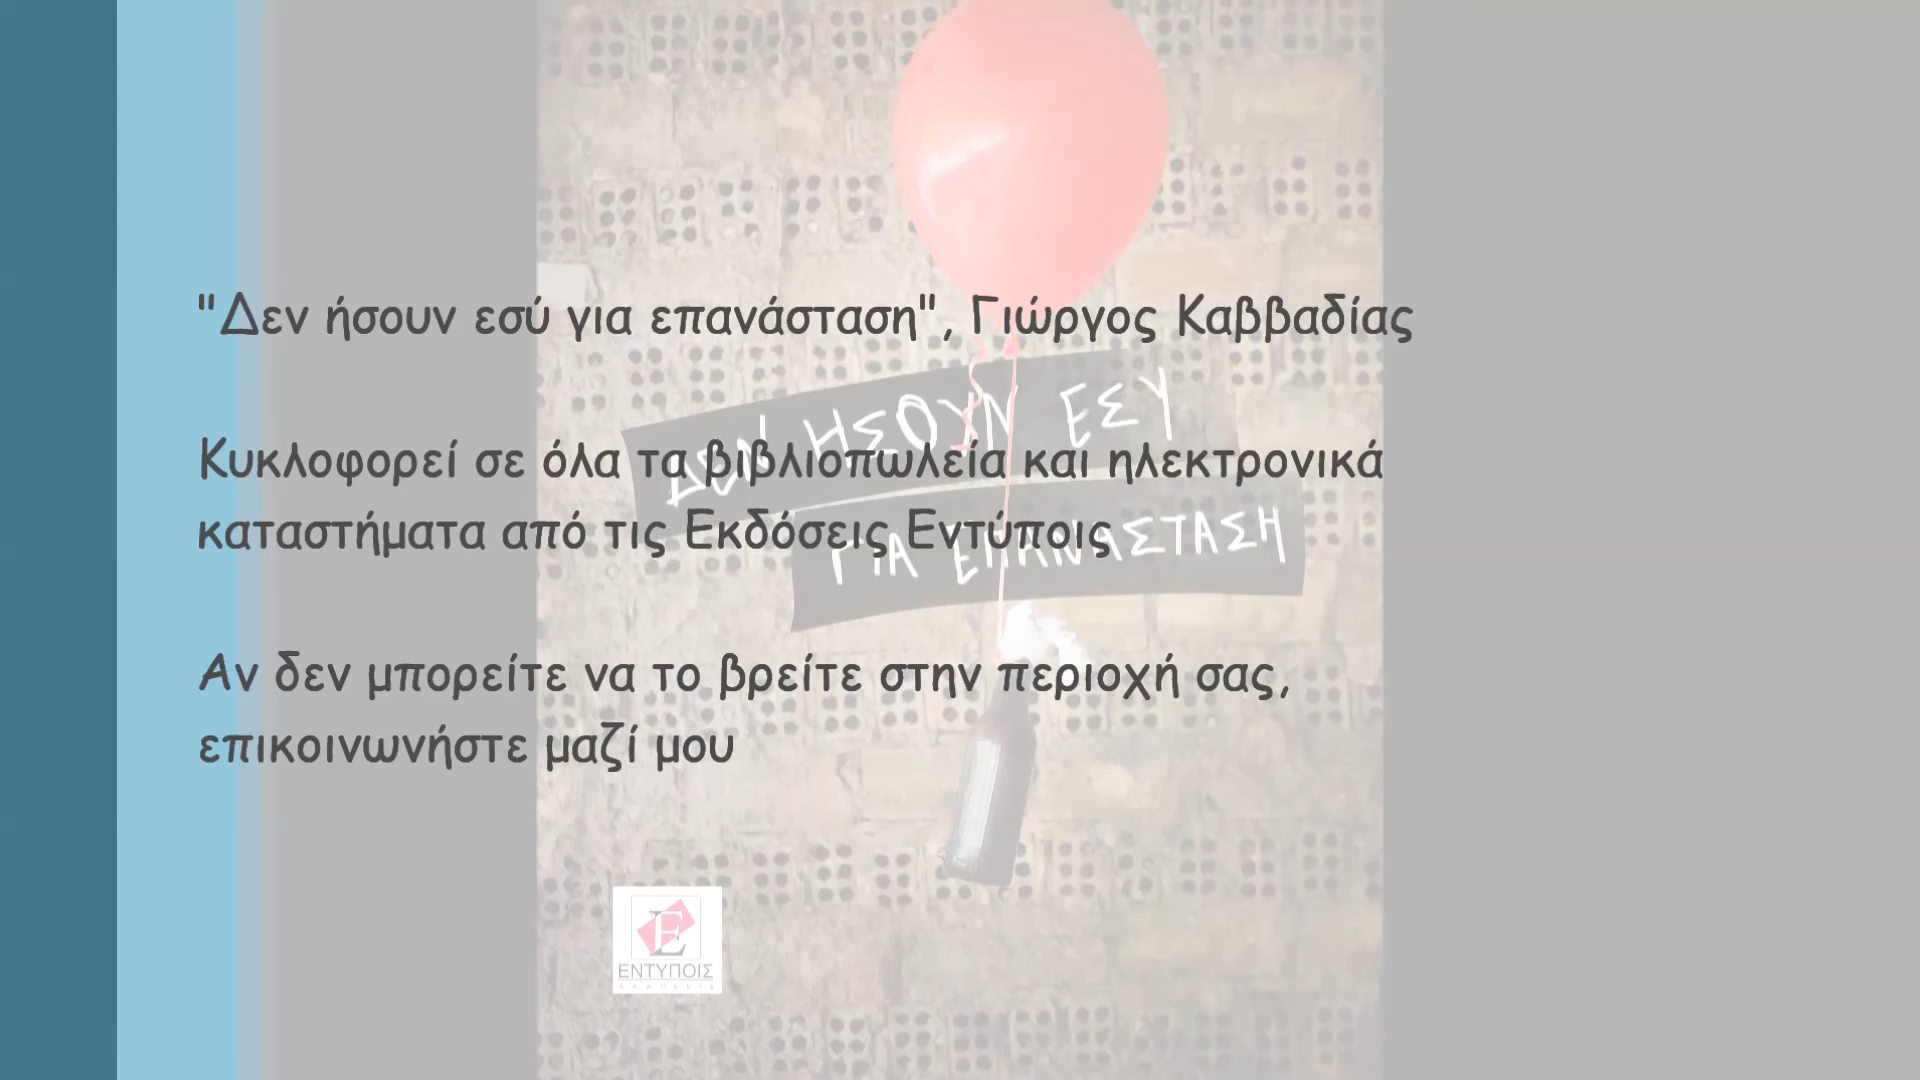 "Δεν ήσουν εσύ για επανάσταση", Γιώργος Καββαδίας
ΔΕΝ ΗΣΟΥΝ ΕΣΥ
Κυκλοφορεί σε όλα τα βιβλιοπωλεία και ηλεκτρονικά
καταστήματα από τις Εκδόσεις Εντύποις
ΓΙΑ ΕΠΑΝΑΣΤΑΣΗ
Αν δεν μπορείτε να το βρείτε στην περιοχή σας,
επικοινωνήστε μαζί μου
Ε
ΕΝΤΥΠΟΙΣ
ΕΚΔΟΣΕΙΣ